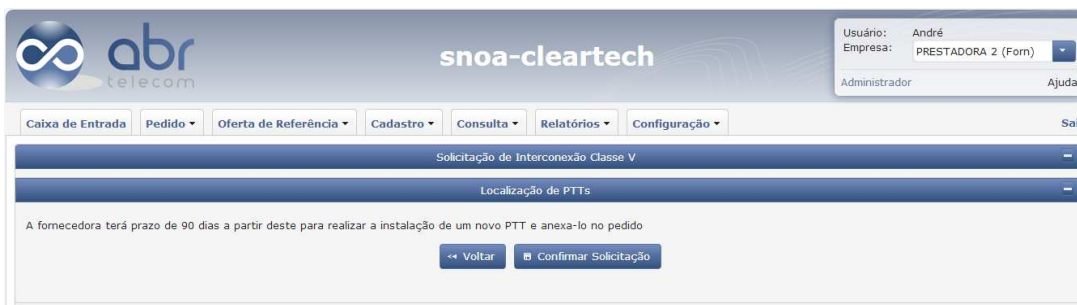 abr
telecom
snoa-cleartech
Usuário: André
Empresa: PRESTADORA 2 (Forn)
Administrador Ajuda
Caixa de Entrada Pedido Oferta de Referência Cadastro Consulta Relatórios Configuração
Solicitação de Interconexão Classe V
Localização de PTTs
A fornecedora terá prazo de 90 dias a partir deste para realizar a instalação de um novo PTT e anexa-lo no pedido
Voltar Confirmar Solicitação